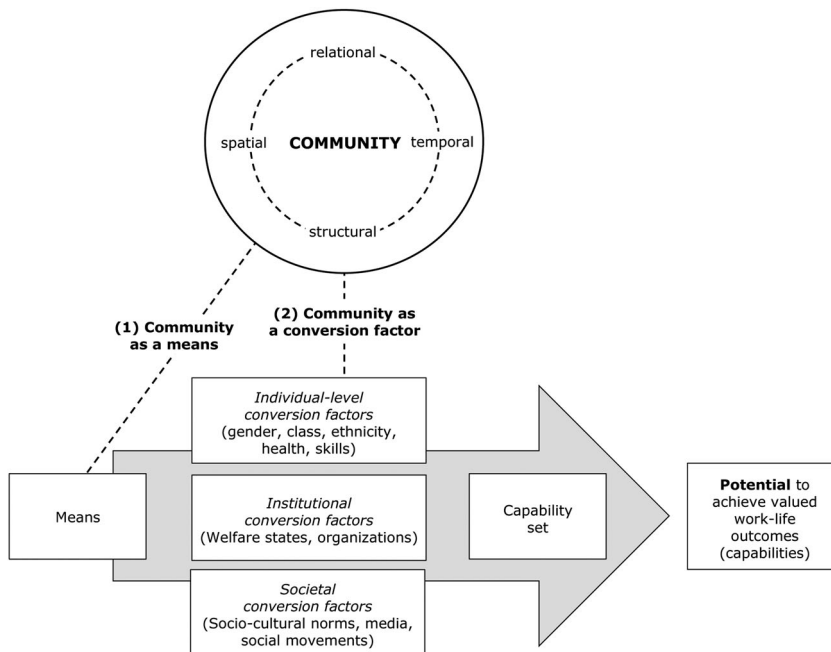 relational
spatial COMMUNITY temporal
structural
(1) Community
as a means
(2) Community as
a conversion factor
Individual-level
conversion factors
(gender, class, ethnicity,
health, skills)
Means
Institutional
conversion factors
(Welfare states, organizations)
Capability
set
Potential to
achieve valued
work-life
outcomes
(capabilities)
Societal
conversion factors
(Socio-cultural norms, media,
social movements)